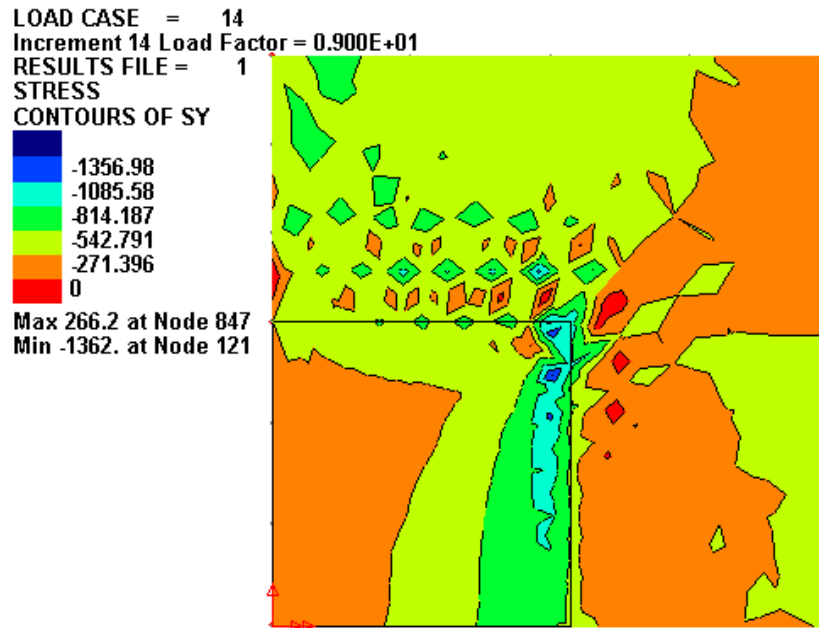 LOAD CASE = 14
Increment 14 Load Factor = 0.900E+01
RESULTS FILE = 1
STRESS
CONTOURS OF SY
-1356.98
-1085.58
-814.187
-542.791
-271.396
0
Max 266.2 at Node 847
Min -1362. at Node 121